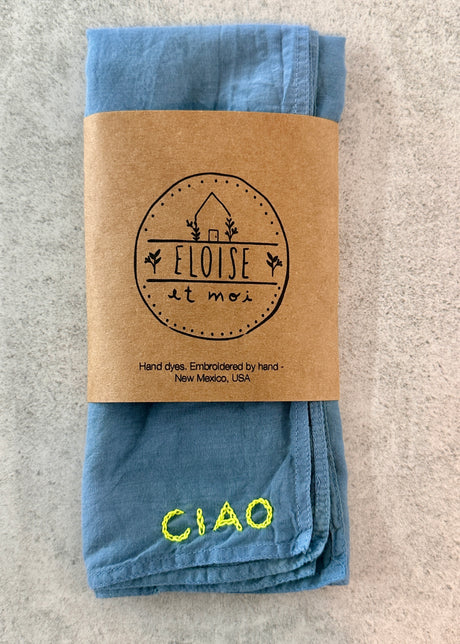 ELOISE
et moi
Hand dyes. Embroidered by hand -
New Mexico, USA
CIAO